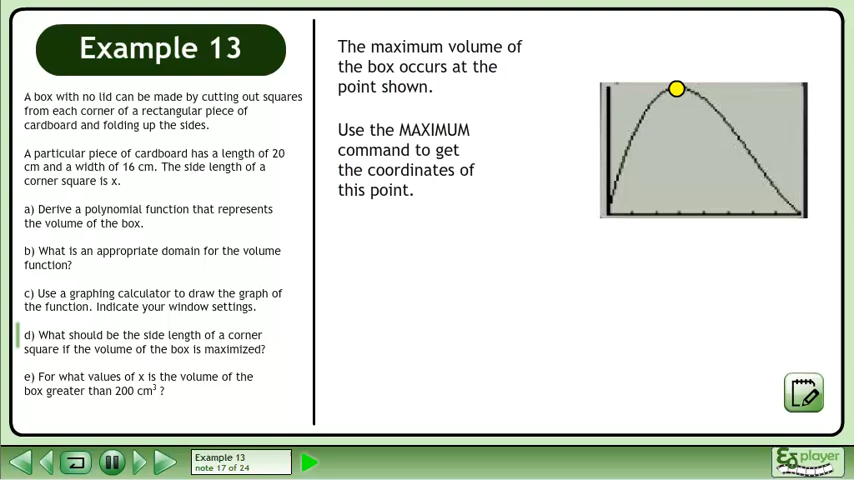 Example 13
A box with no lid can be made by cutting out squares
from each corner of a rectangular piece of
cardboard and folding up the sides.
A particular piece of cardboard has a length of 20
cm and a width of 16 cm. The side length of a
corner square is x.
a) Derive a polynomial function that represents
the volume of the box.
b) What is an appropriate domain for the volume
function?
c) Use a graphing calculator to draw the graph of
the function. Indicate your window settings.
d) What should be the side length of a corner
square if the volume of the box is maximized?
e) For what values of x is the volume of the
box greater than 200 cm³ ?
The maximum volume of
the box occurs at the
point shown.
Use the MAXIMUM
command to get
the coordinates of
this point.
Example 13
note 17 of 24
player